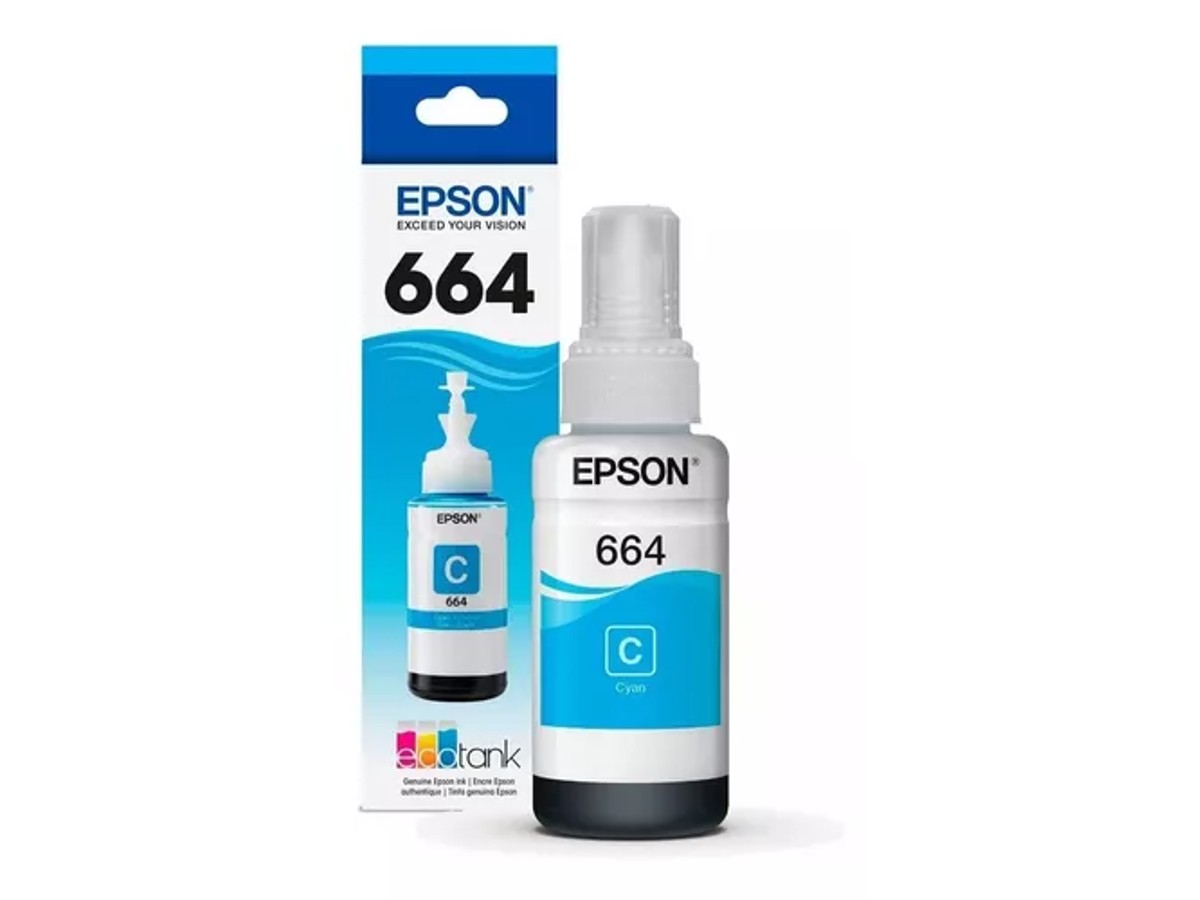 EPSON®
EXCEED YOUR VISION
664
EPSON®
C
664
ecotank
Genuine Epson ink | Encre Epson
authentique | Tinta genuina Epson
EPSON®
664
C
Cyan